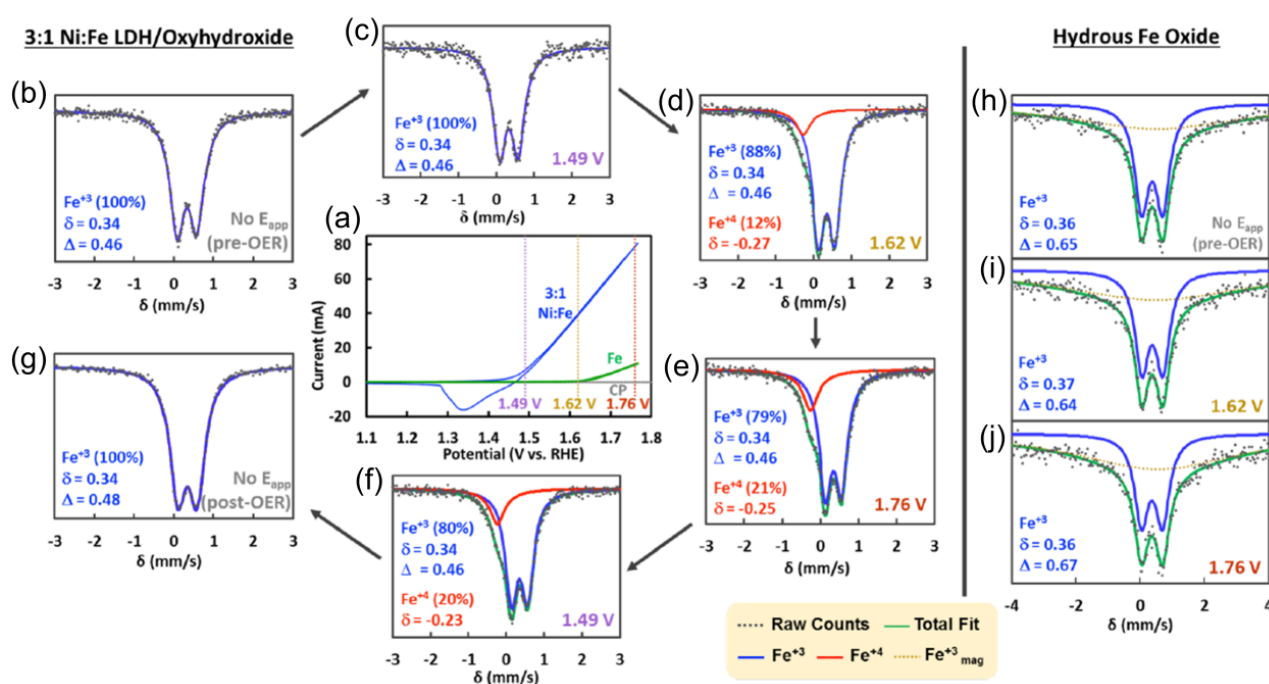 3:1 Ni:Fe LDH/Oxyhydroxide
Hydrous Fe Oxide
(b)
Fe+3 (100%)
δ = 0.34
Δ = 0.46
No Eapp
(pre-OER)
-3 -2 -1 0 1 2 3
δ (mm/s)
(c)
Fe+3 (100%)
δ = 0.34
Δ = 0.46
1.49 V
-3 -2 -1 0 1 2 3
δ (mm/s)
(d)
Fe+3 (88%)
δ = 0.34
Δ = 0.46
Fe+4 (12%)
δ = -0.27
1.62 V
-3 -2 -1 0 1 2 3
δ (mm/s)
(a)
80
60
40
20
0
-20
Current (mA)
3:1
Ni:Fe
Fe
CP
1.49 V
1.62 V
1.76 V
1.1 1.2 1.3 1.4 1.5 1.6 1.7 1.8
Potential (V vs. RHE)
(e)
Fe+3 (79%)
δ = 0.34
Δ = 0.46
Fe+4 (21%)
δ = -0.25
1.76 V
-3 -2 -1 0 1 2 3
δ (mm/s)
(f)
Fe+3 (80%)
δ = 0.34
Δ = 0.46
Fe+4 (20%)
δ = -0.23
1.49 V
-3 -2 -1 0 1 2 3
δ (mm/s)
(g)
Fe+3 (100%)
δ = 0.34
Δ = 0.48
No Eapp
(post-OER)
-3 -2 -1 0 1 2 3
δ (mm/s)
(h)
Fe+3
δ = 0.36
Δ = 0.65
No Eapp
(pre-OER)
(i)
Fe+3
δ = 0.37
Δ = 0.64
1.62 V
(j)
Fe+3
δ = 0.36
Δ = 0.67
1.76 V
-4 -2 0 2 4
δ (mm/s)
Raw Counts Total Fit
Fe+3 Fe+4 Fe+3mag